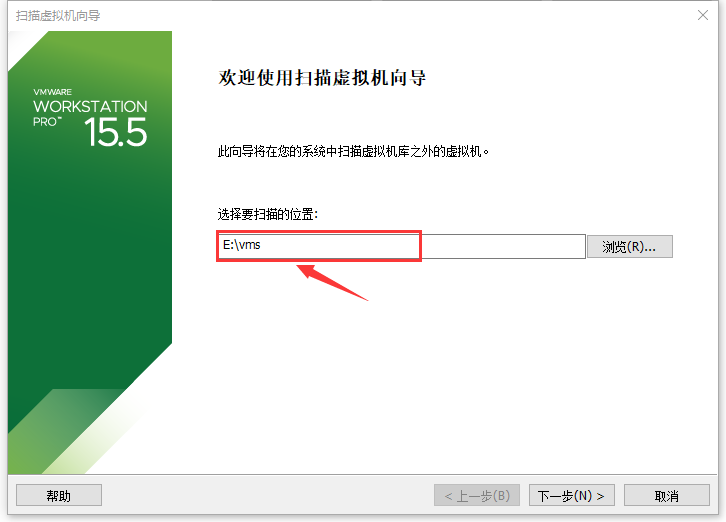 扫描虚拟机向导
VMWARE
WORKSTATION
PRO™
15.5
欢迎使用扫描虚拟机向导
此向导将在您的系统中扫描虚拟机库之外的虚拟机。
选择要扫描的位置:
E:\vms
浏览(R)...
帮助
< 上一步(B)
下一步(N) >
取消